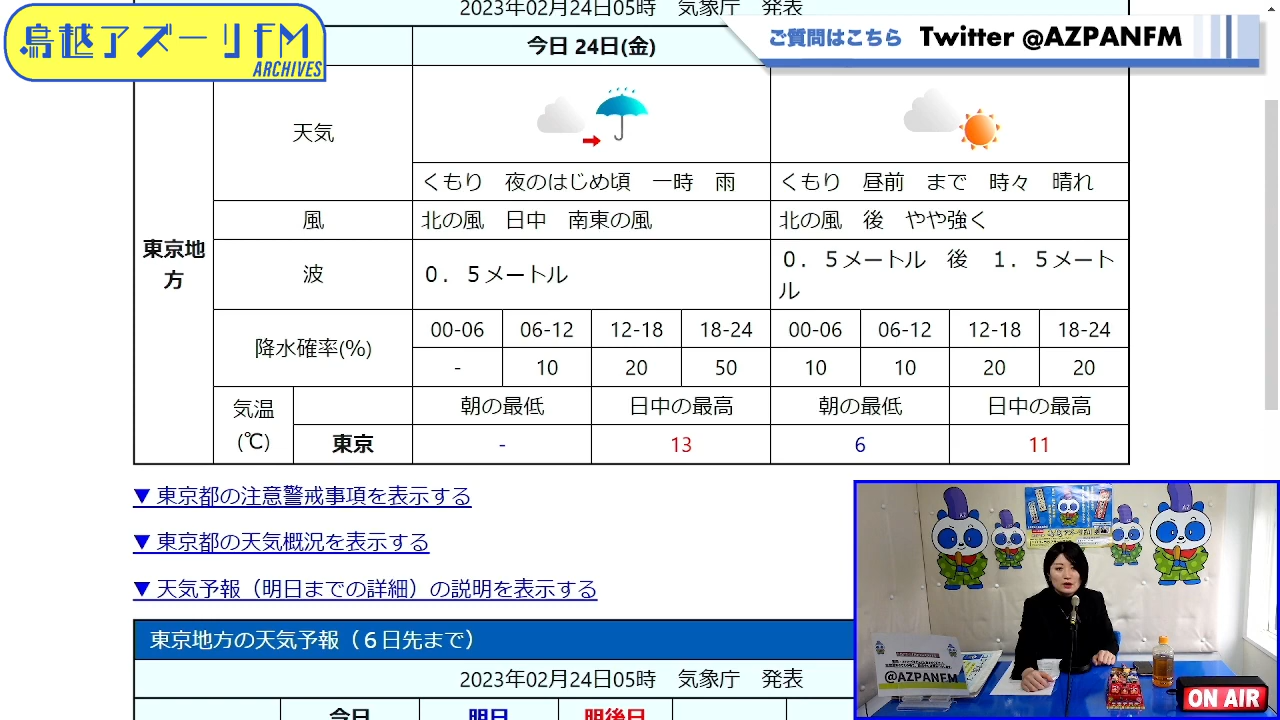 2023年02月24日05時　気象庁　発表
鳥越アズーリFM
ARCHIVES
ご質問はこちら Twitter @AZPANFM
今日 24日(金)
東京地方
天気
くもり　夜のはじめ頃　一時　雨
くもり　昼前　まで　時々　晴れ
風
北の風　日中　南東の風
北の風　後　やや強く
波
０．５メートル
０．５メートル　後　１．５メート
ル
降水確率(%)
00-06 06-12 12-18 18-24 00-06 06-12 12-18 18-24
- 10 20 50 10 10 20 20
気温
(℃)
朝の最低 日中の最高 朝の最低 日中の最高
東京 - 13 6 11
▼ 東京都の注意警戒事項を表示する
▼ 東京都の天気概況を表示する
▼ 天気予報（明日までの詳細）の説明を表示する
東京地方の天気予報（６日先まで）
2023年02月24日05時　気象庁　発表
今日 明日 明後日
@AZPANFM
ON AIR